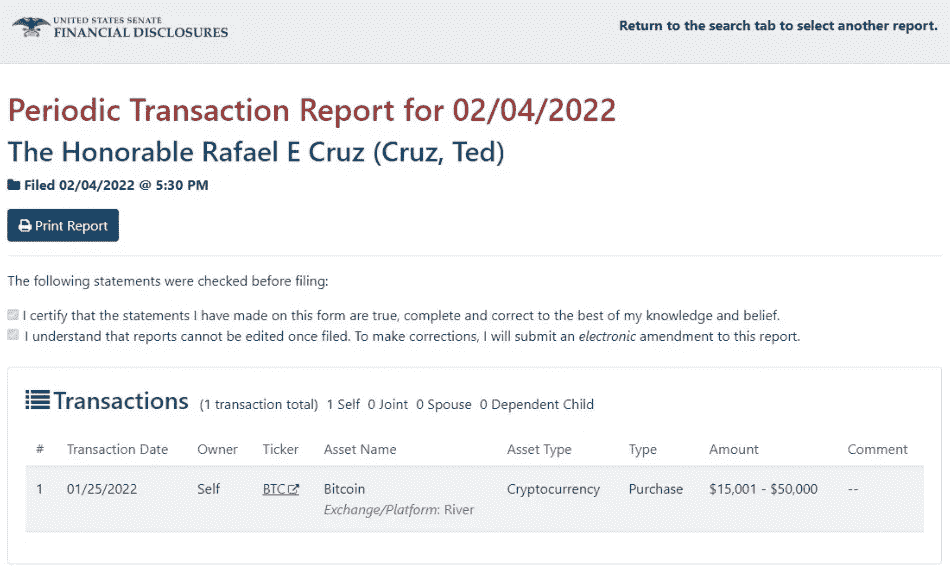 UNITED STATES SENATE
FINANCIAL DISCLOSURES
Return to the search tab to select another report.
Periodic Transaction Report for 02/04/2022
The Honorable Rafael E Cruz (Cruz, Ted)
Filed 02/04/2022 @ 5:30 PM
Print Report
The following statements were checked before filing:
I certify that the statements I have made on this form are true, complete and correct to the best of my knowledge and belief.
I understand that reports cannot be edited once filed. To make corrections, I will submit an electronic amendment to this report.
Transactions (1 transaction total) 1 Self 0 Joint 0 Spouse 0 Dependent Child
# Transaction Date Owner Ticker Asset Name Asset Type Type Amount Comment
1 01/25/2022 Self BTC Bitcoin Cryptocurrency Purchase $15,001 - $50,000 --
Exchange/Platform: River